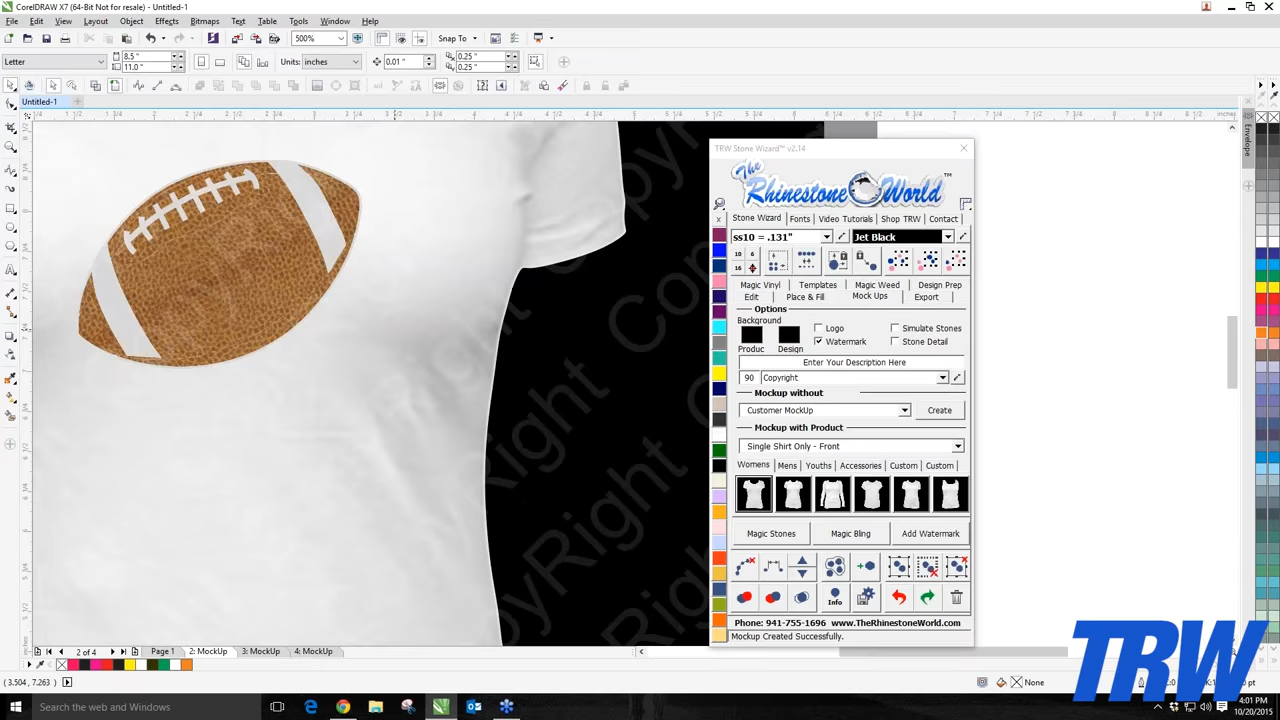 CorelDRAW X7 (64-Bit Not for resale) - Untitled-1
File Edit View Layout Object Effects Bitmaps Text Table Tools Window Help
500% Snap To
Letter 8.5 " 11.0 " Units: inches 0.01 " 0.25 " 0.25 "
Untitled-1
inches
Envelope
TRW Stone Wizard™ v2.14
The Rhinestone World™
Stone Wizard Fonts Video Tutorials Shop TRW Contact
x
ss10 = .131" Jet Black
10 6
16
Magic Vinyl Templates Magic Weed Design Prep
Edit Place & Fill Mock Ups Export
Options
Background
Logo Simulate Stones
Watermark Stone Detail
Produc Design
Enter Your Description Here
90 Copyright
Mockup without
Customer MockUp Create
Mockup with Product
Single Shirt Only - Front
Womens Mens Youths Accessories Custom Custom
Magic Stones Magic Bling Add Watermark
Info
Phone: 941-755-1696 www.TheRhinestoneWorld.com
Mockup Created Successfully.
CopyRight
TRW
2 of 4 Page 1 2: MockUp 3: MockUp 4: MockUp
(3.504, 7.263) None
Search the web and Windows
4:01 PM
10/20/2015